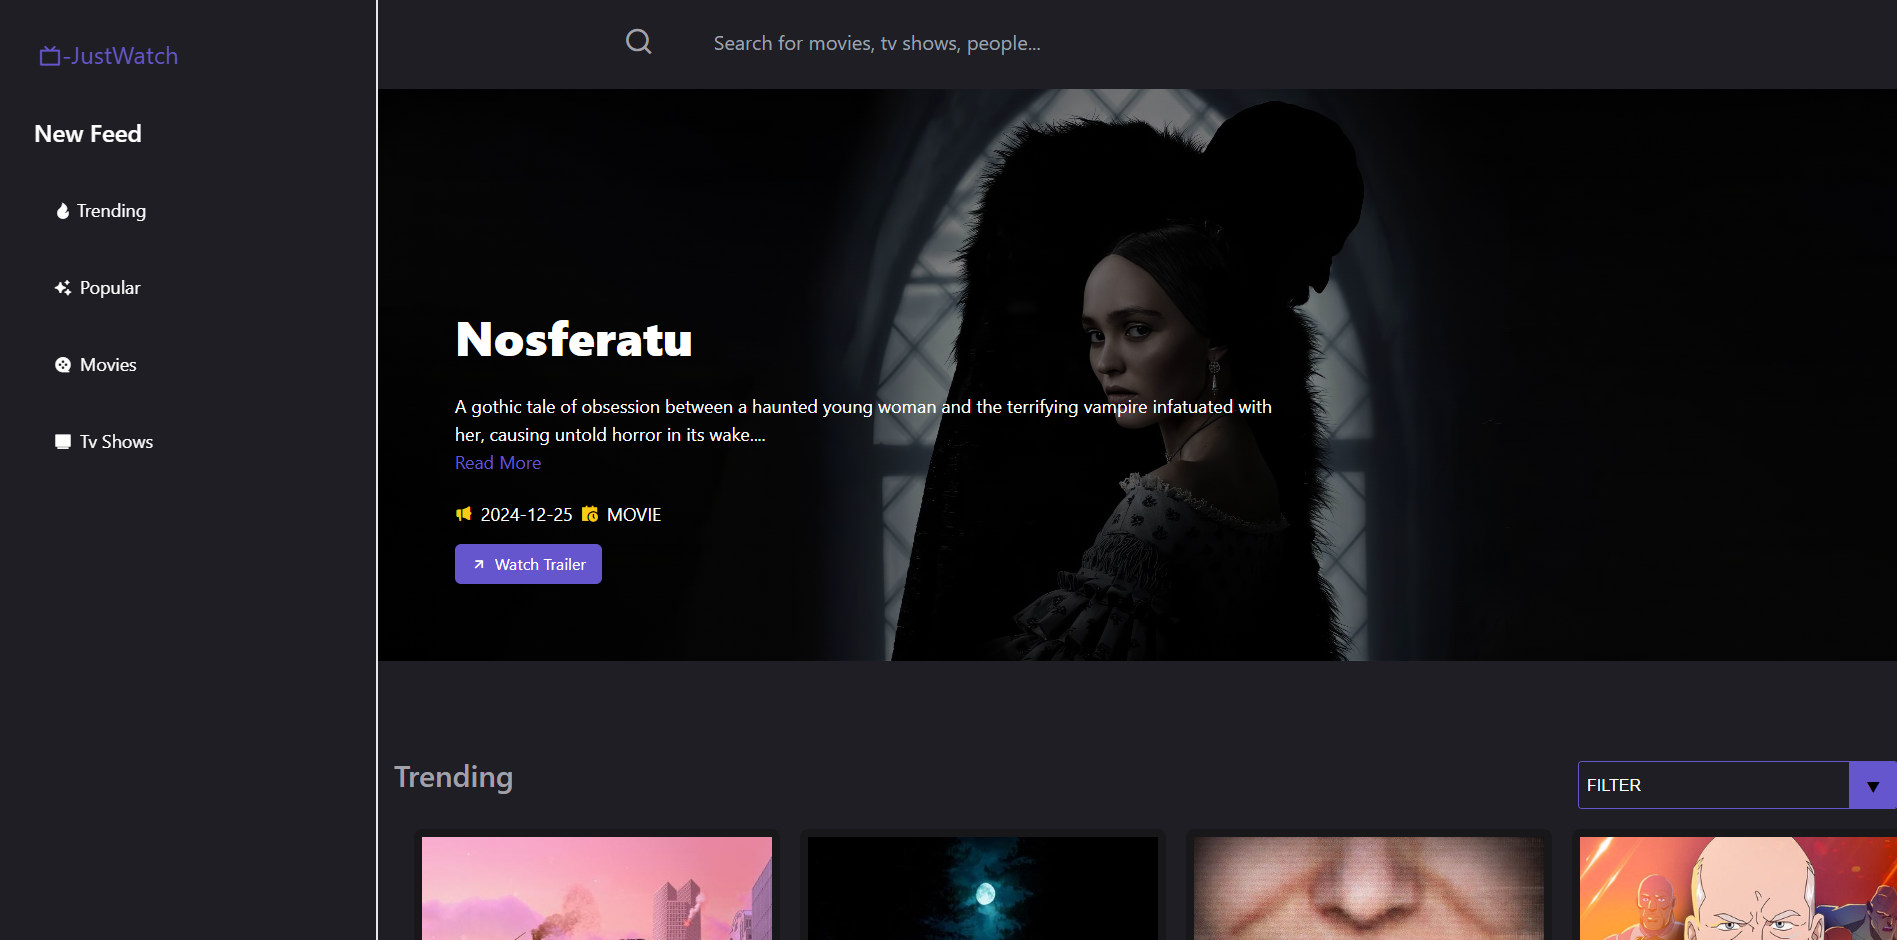 -JustWatch
New Feed
Trending
Popular
Movies
Tv Shows
Search for movies, tv shows, people...
Nosferatu
A gothic tale of obsession between a haunted young woman and the terrifying vampire infatuated with
her, causing untold horror in its wake....
Read More
2024-12-25 MOVIE
Watch Trailer
Trending
FILTER